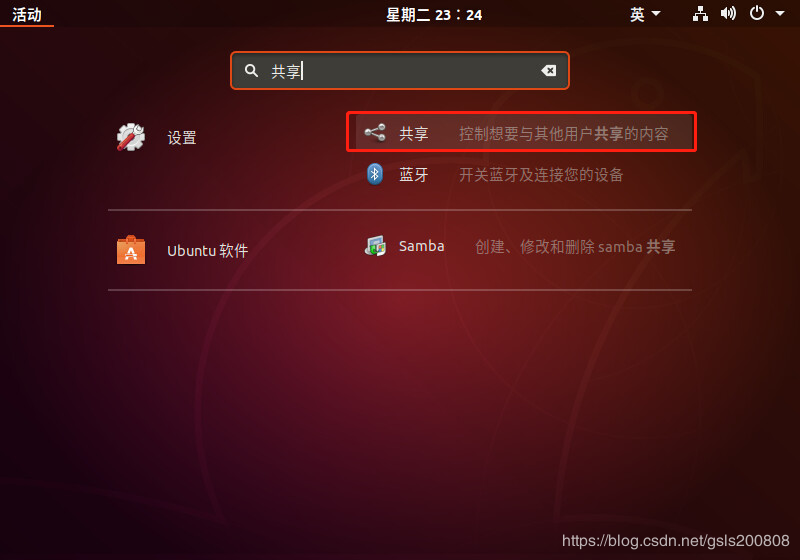 活动 星期二 23：24 英
共享
设置 共享 控制想要与其他用户共享的内容
蓝牙 开关蓝牙及连接您的设备
Ubuntu 软件 Samba 创建、修改和删除 samba 共享
https://blog.csdn.net/gsls200808